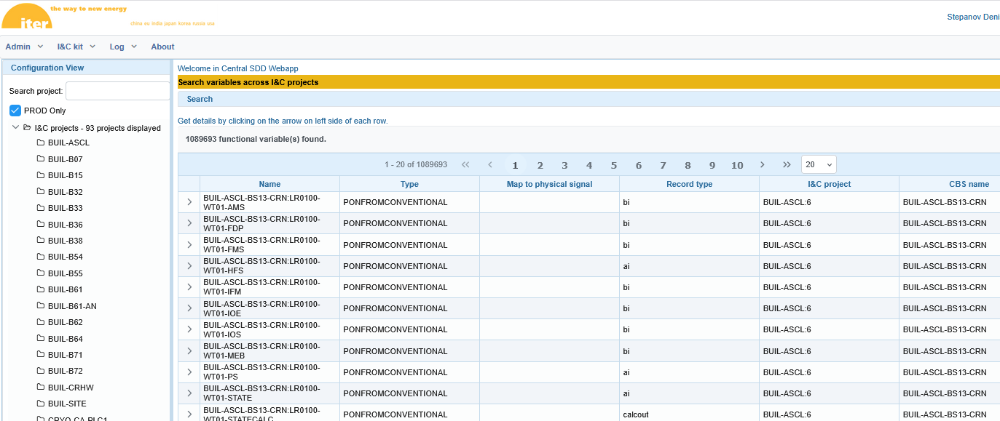 the way to new energy
iter
china eu india japan korea russia usa
Stepanov Deni
Admin I&C kit Log About
Configuration View
Search project:
PROD Only
I&C projects - 93 projects displayed
BUIL-ASCL
BUIL-B07
BUIL-B15
BUIL-B32
BUIL-B33
BUIL-B36
BUIL-B38
BUIL-B54
BUIL-B55
BUIL-B61
BUIL-B61-AN
BUIL-B62
BUIL-B64
BUIL-B71
BUIL-B72
BUIL-CRHW
BUIL-SITE
CRYO-CA-PLC1
Welcome in Central SDD Webapp
Search variables across I&C projects
Search
Get details by clicking on the arrow on left side of each row.
1089693 functional variable(s) found.
1 - 20 of 1089693 1 2 3 4 5 6 7 8 9 10 20
Name Type Map to physical signal Record type I&C project CBS name
BUIL-ASCL-BS13-CRN:LR0100-
WT01-AMS PONFROMCONVENTIONAL bi BUIL-ASCL:6 BUIL-ASCL-BS13-CRN
BUIL-ASCL-BS13-CRN:LR0100-
WT01-FDP PONFROMCONVENTIONAL bi BUIL-ASCL:6 BUIL-ASCL-BS13-CRN
BUIL-ASCL-BS13-CRN:LR0100-
WT01-FMS PONFROMCONVENTIONAL bi BUIL-ASCL:6 BUIL-ASCL-BS13-CRN
BUIL-ASCL-BS13-CRN:LR0100-
WT01-HFS PONFROMCONVENTIONAL ai BUIL-ASCL:6 BUIL-ASCL-BS13-CRN
BUIL-ASCL-BS13-CRN:LR0100-
WT01-IFM PONFROMCONVENTIONAL bi BUIL-ASCL:6 BUIL-ASCL-BS13-CRN
BUIL-ASCL-BS13-CRN:LR0100-
WT01-IOE PONFROMCONVENTIONAL bi BUIL-ASCL:6 BUIL-ASCL-BS13-CRN
BUIL-ASCL-BS13-CRN:LR0100-
WT01-IOS PONFROMCONVENTIONAL bi BUIL-ASCL:6 BUIL-ASCL-BS13-CRN
BUIL-ASCL-BS13-CRN:LR0100-
WT01-MEB PONFROMCONVENTIONAL bi BUIL-ASCL:6 BUIL-ASCL-BS13-CRN
BUIL-ASCL-BS13-CRN:LR0100-
WT01-PS PONFROMCONVENTIONAL ai BUIL-ASCL:6 BUIL-ASCL-BS13-CRN
BUIL-ASCL-BS13-CRN:LR0100-
WT01-STATE PONFROMCONVENTIONAL ai BUIL-ASCL:6 BUIL-ASCL-BS13-CRN
BUIL-ASCL-BS13-CRN:LR0100-
WT01-STATECALC PONFROMCONVENTIONAL calcout BUIL-ASCL:6 BUIL-ASCL-BS13-CRN